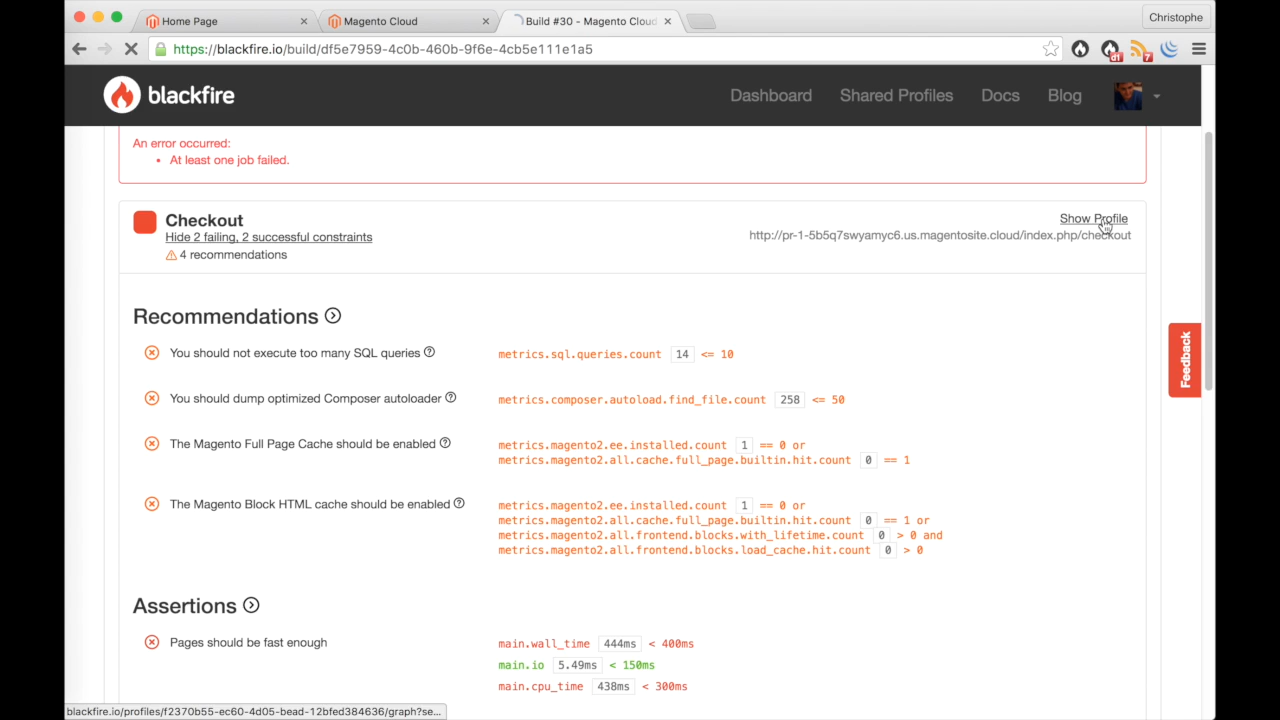 Home Page
Magento Cloud
Build #30 - Magento Cloud
Christophe
https://blackfire.io/build/df5e7959-4c0b-460b-9f6e-4cb5e111e1a5
d1
7
blackfire
Dashboard
Shared Profiles
Docs
Blog
An error occurred:
• At least one job failed.
Checkout
Show Profile
Hide 2 failing, 2 successful constraints
http://pr-1-5b5q7swyamyc6.us.magentosite.cloud/index.php/checkout
4 recommendations
Recommendations
You should not execute too many SQL queries ? metrics.sql.queries.count 14 <= 10
You should dump optimized Composer autoloader ? metrics.composer.autoload.find_file.count 258 <= 50
The Magento Full Page Cache should be enabled ? metrics.magento2.ee.installed.count 1 == 0 or
metrics.magento2.all.cache.full_page.builtin.hit.count 0 == 1
The Magento Block HTML cache should be enabled ? metrics.magento2.ee.installed.count 1 == 0 or
metrics.magento2.all.cache.full_page.builtin.hit.count 0 == 1 or
metrics.magento2.all.frontend.blocks.with_lifetime.count 0 > 0 and
metrics.magento2.all.frontend.blocks.load_cache.hit.count 0 > 0
Assertions
Pages should be fast enough main.wall_time 444ms < 400ms
main.io 5.49ms < 150ms
main.cpu_time 438ms < 300ms
Feedback
blackfire.io/profiles/f2370b55-ec60-4d05-bead-12bfed384636/graph?se...